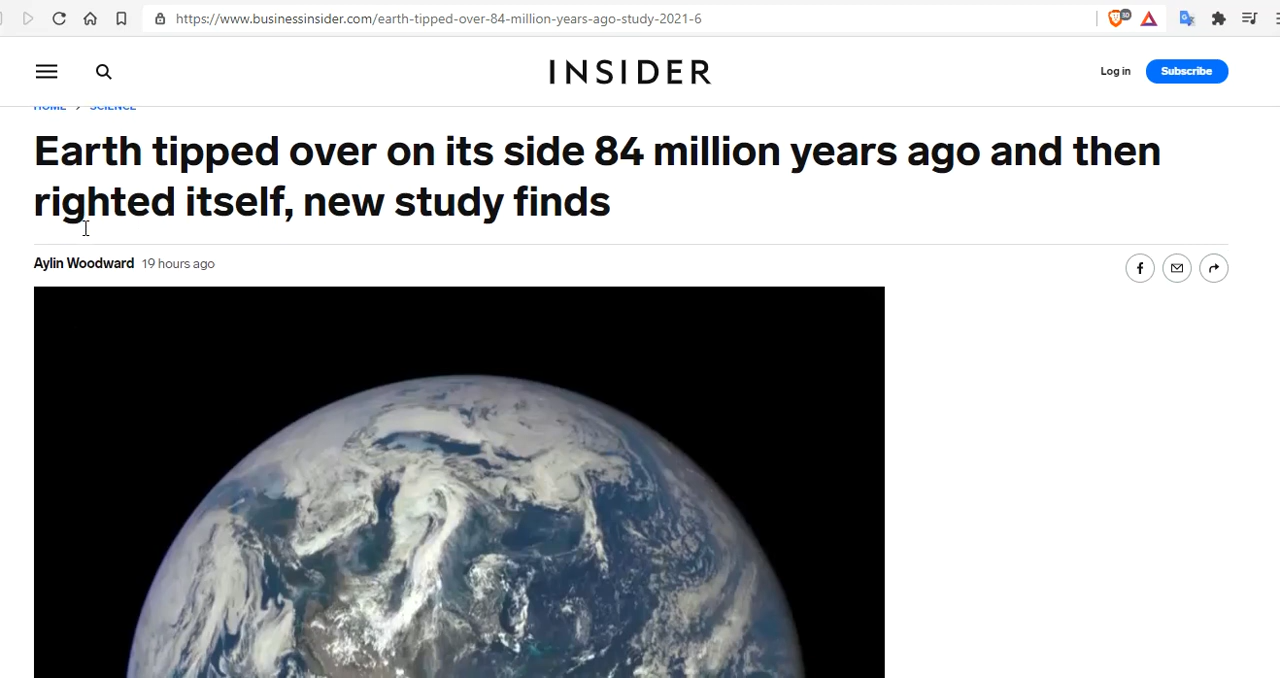 https://www.businessinsider.com/earth-tipped-over-84-million-years-ago-study-2021-6
INSIDER
Log in
Subscribe
HOME > SCIENCE
Earth tipped over on its side 84 million years ago and then
righted itself, new study finds
Aylin Woodward 19 hours ago